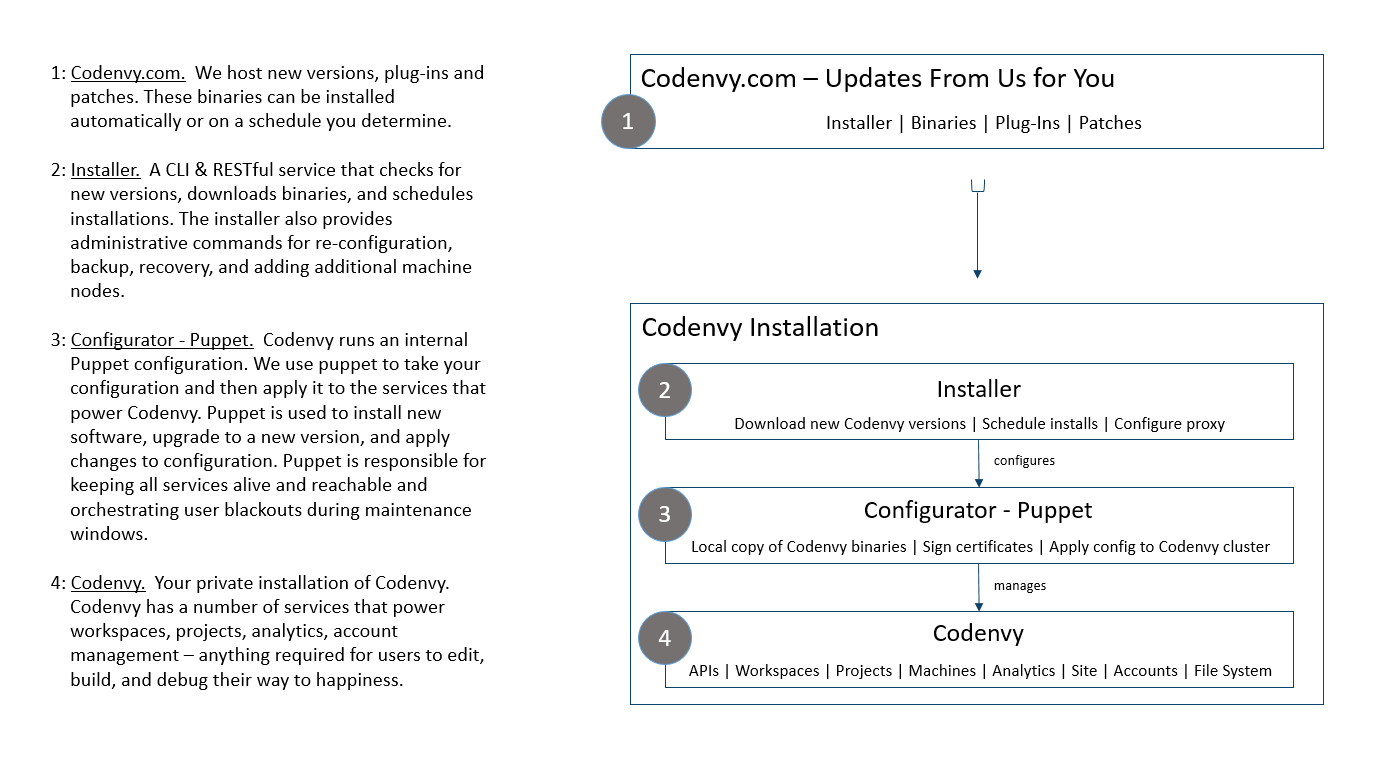 1: Codenvy.com.  We host new versions, plug-ins and
patches. These binaries can be installed
automatically or on a schedule you determine.
2: Installer.  A CLI & RESTful service that checks for
new versions, downloads binaries, and schedules
installations. The installer also provides
administrative commands for re-configuration,
backup, recovery, and adding additional machine
nodes.
3: Configurator - Puppet.  Codenvy runs an internal
Puppet configuration. We use puppet to take your
configuration and then apply it to the services that
power Codenvy. Puppet is used to install new
software, upgrade to a new version, and apply
changes to configuration. Puppet is responsible for
keeping all services alive and reachable and
orchestrating user blackouts during maintenance
windows.
4: Codenvy.  Your private installation of Codenvy.
Codenvy has a number of services that power
workspaces, projects, analytics, account
management – anything required for users to edit,
build, and debug their way to happiness.
Codenvy.com – Updates From Us for You
1
Installer | Binaries | Plug-Ins | Patches
Codenvy Installation
2
Installer
Download new Codenvy versions | Schedule installs | Configure proxy
configures
3
Configurator - Puppet
Local copy of Codenvy binaries | Sign certificates | Apply config to Codenvy cluster
manages
4
Codenvy
APIs | Workspaces | Projects | Machines | Analytics | Site | Accounts | File System